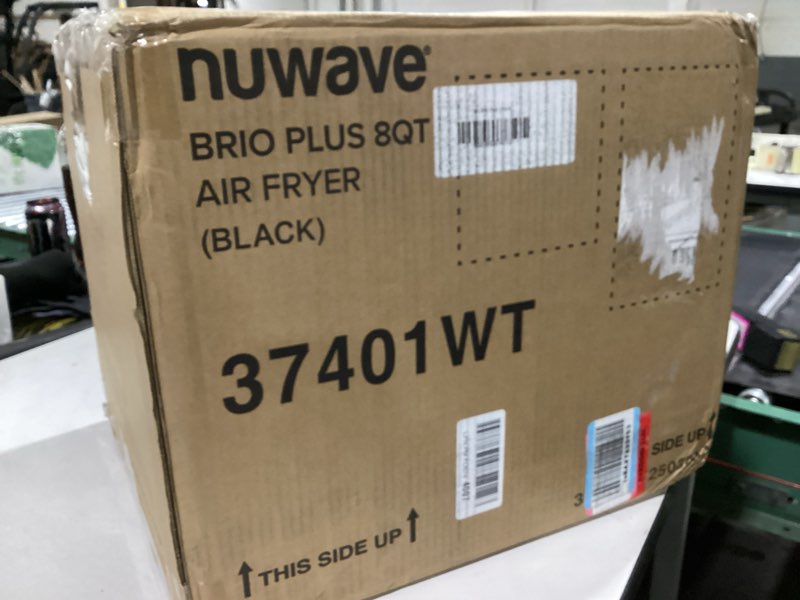 nuwave®
BRIO PLUS 8QT
AIR FRYER
(BLACK)
37401WT
THIS SIDE UP
SIDE UP